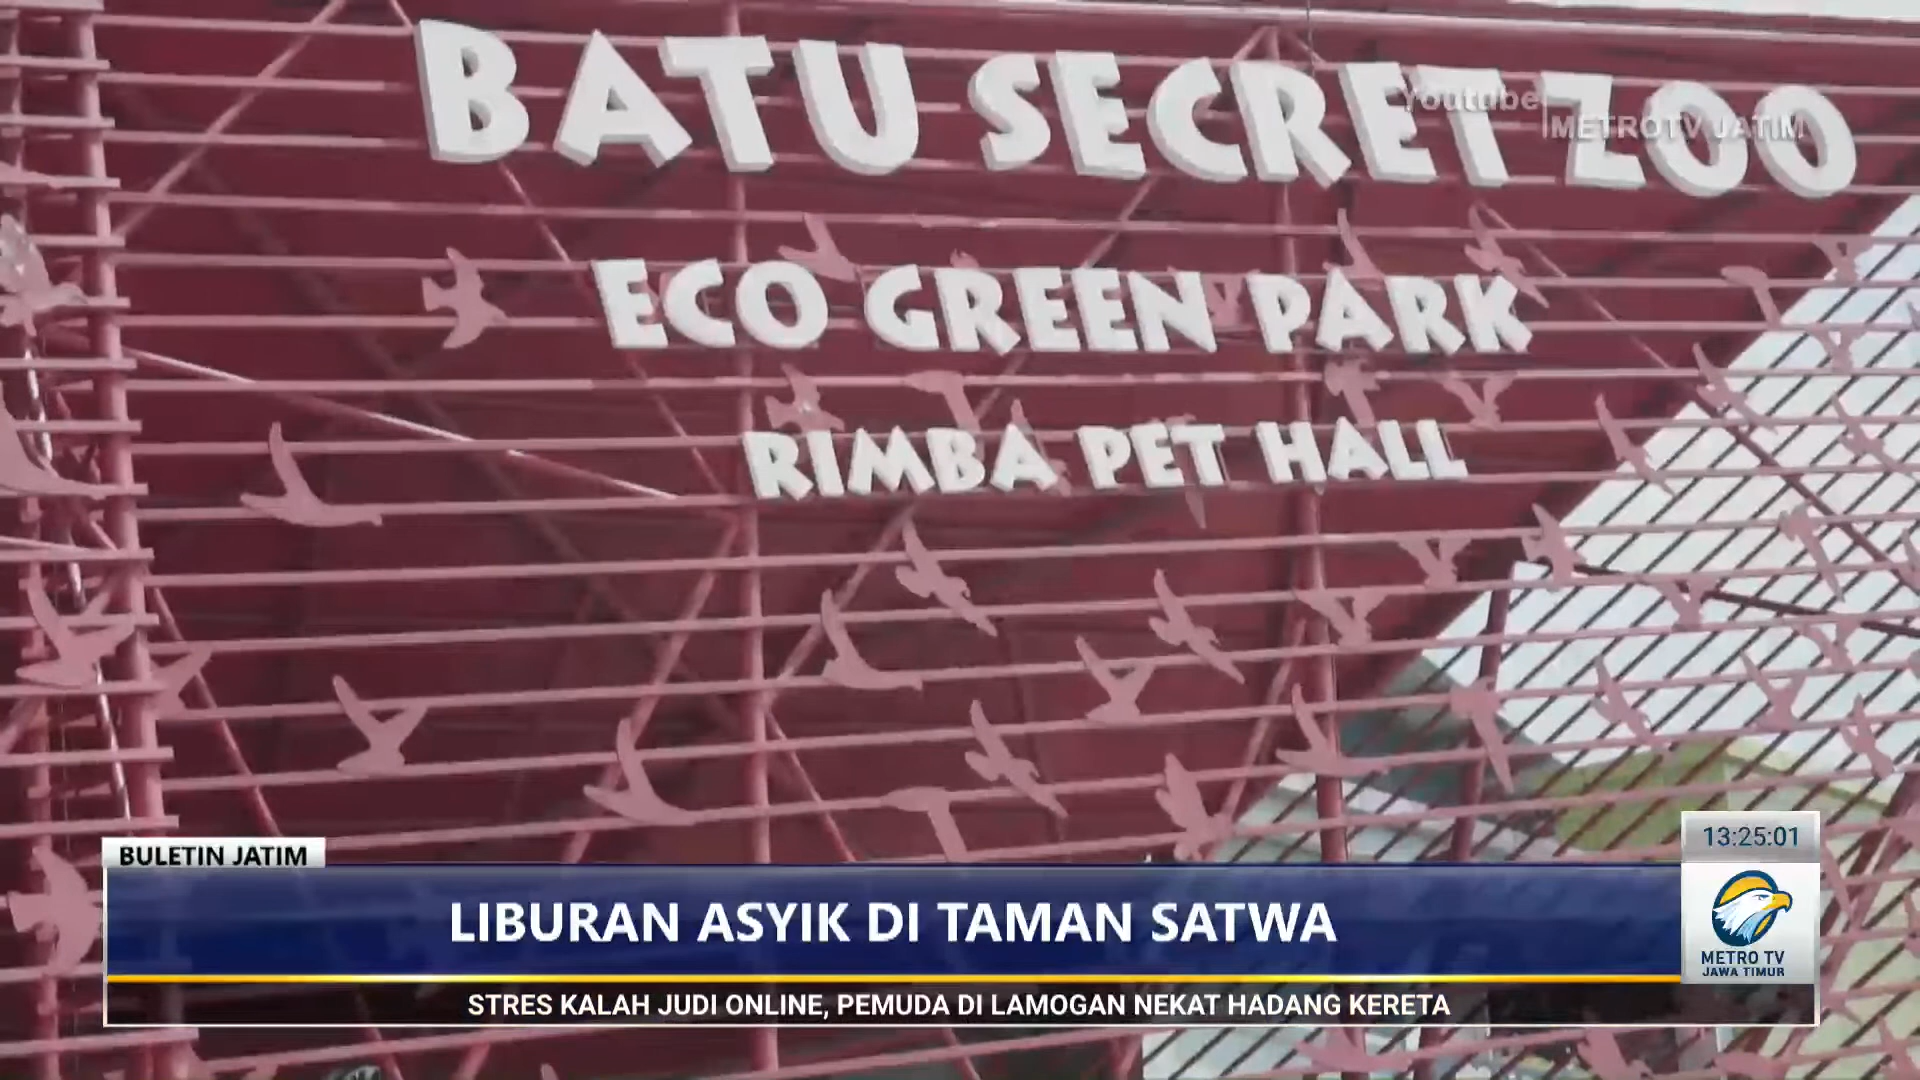 BATU SECRET ZOO
Youtube
METROTV JATIM
ECO GREEN PARK
RIMBA PET HALL
BULETIN JATIM
13:25:01
LIBURAN ASYIK DI TAMAN SATWA
METRO TV
JAWA TIMUR
STRES KALAH JUDI ONLINE, PEMUDA DI LAMOGAN NEKAT HADANG KERETA